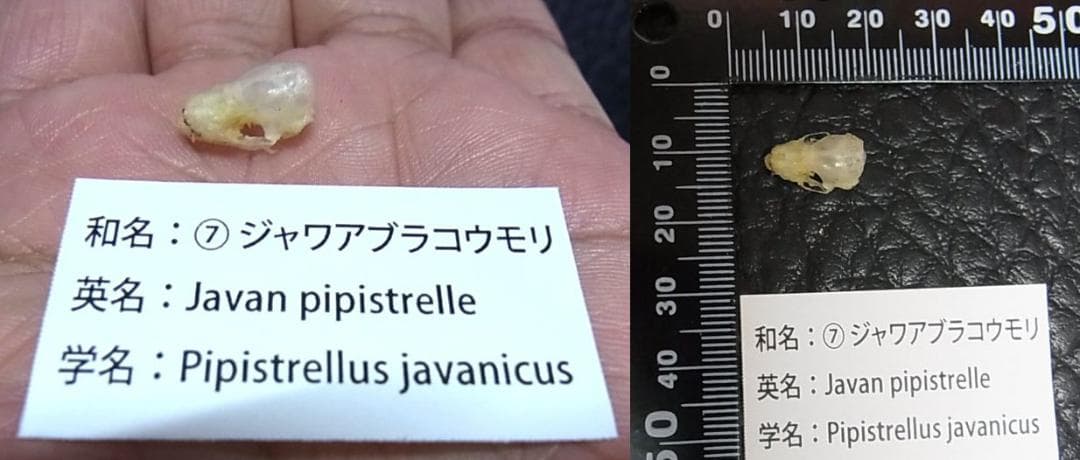 和名：⑦ ジャワアブラコウモリ
英名：Javan pipistrelle
学名：Pipistrellus javanicus
0 10 20 30 40 50
0
10
20
30
40
50
和名：⑦ ジャワアブラコウモリ
英名：Javan pipistrelle
学名：Pipistrellus javanicus